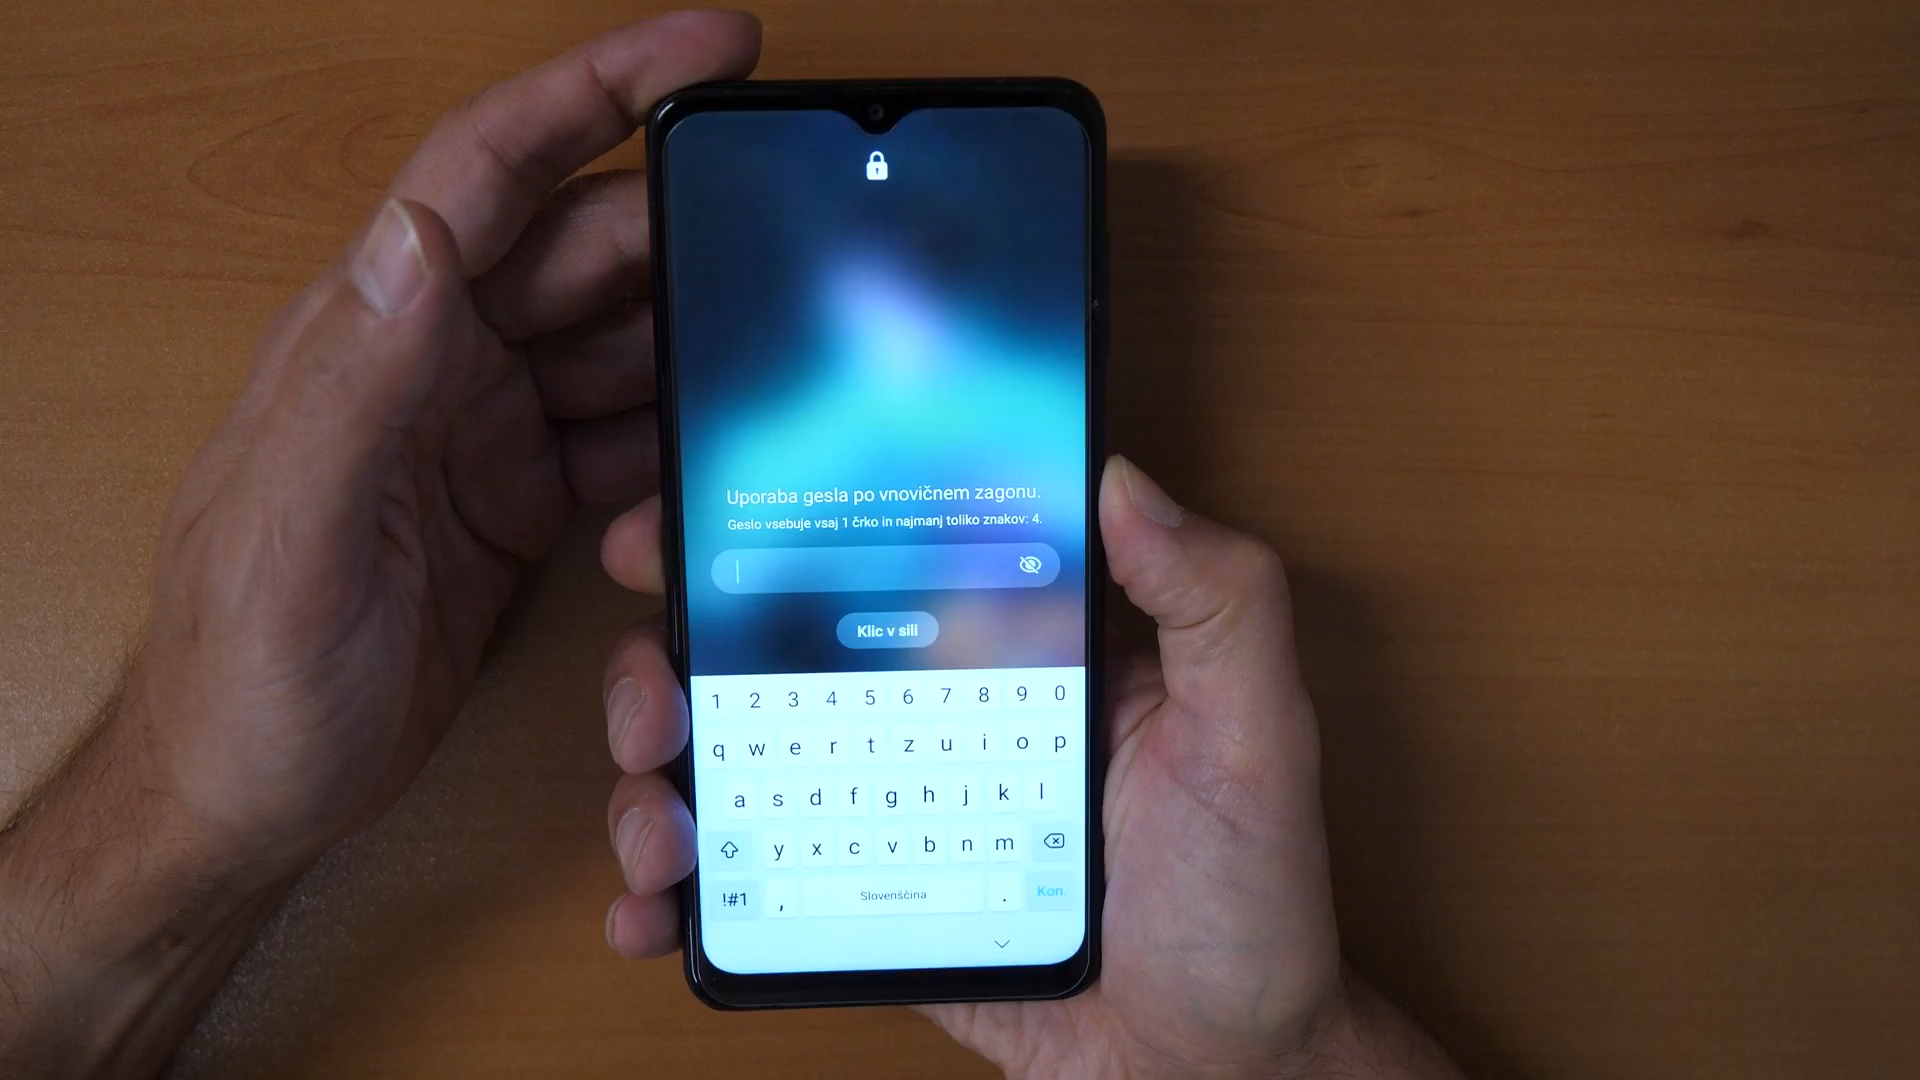 Uporaba gesla po vnovičnem zagonu.
Geslo vsebuje vsaj 1 črko in najmanj toliko znakov: 4.
Klic v sili
1 2 3 4 5 6 7 8 9 0
q w e r t z u i o p
a s d f g h j k l
y x c v b n m
!#1 , Slovenščina . Kon.